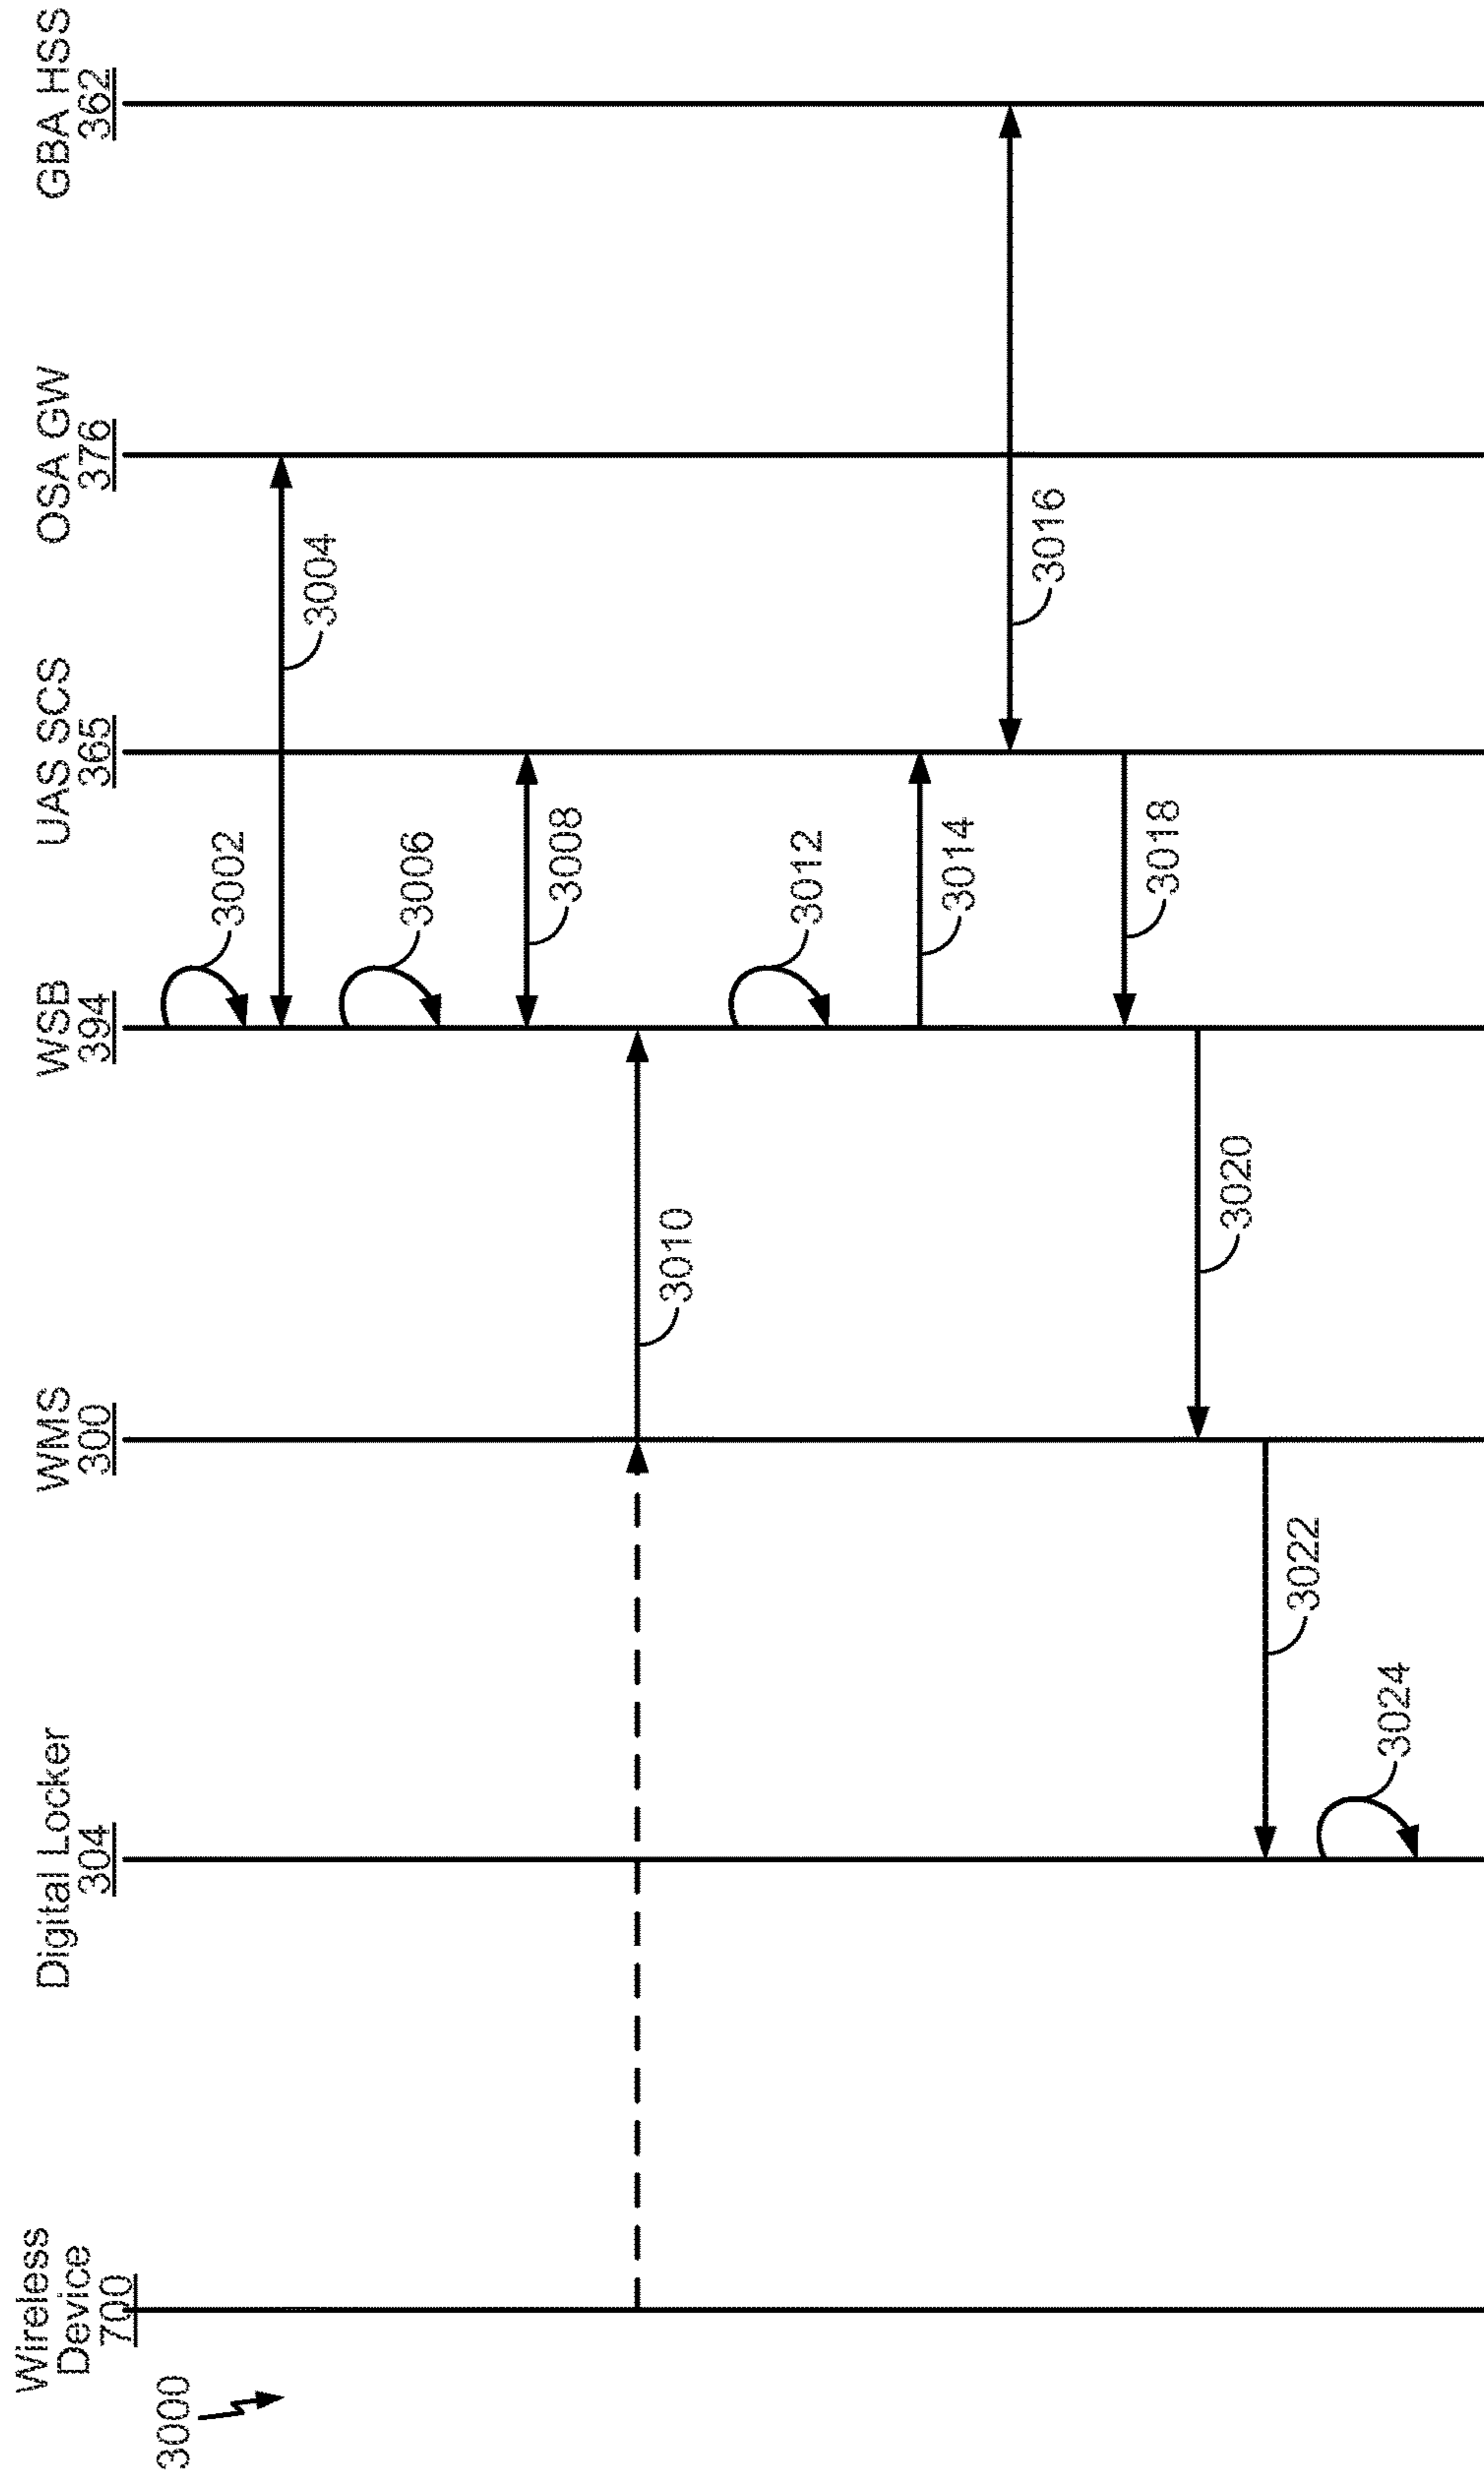 3000
Wireless
Device
700
Digital Locker
304
WMS
300
WSB
394
UAS SCS
365
OSA GW
376
GBA HSS
362
3002
3004
3006
3008
3010
3012
3014
3016
3018
3020
3022
3024